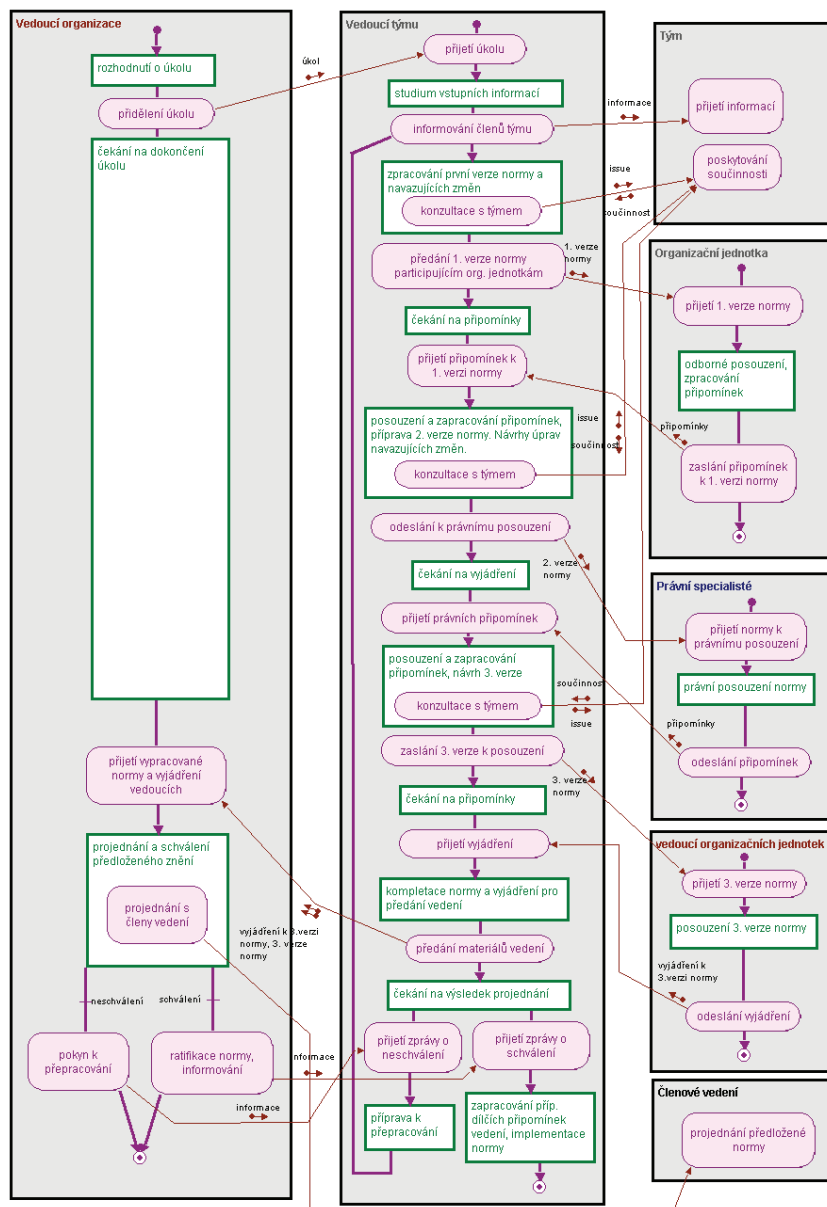 Vedoucí organizace
rozhodnutí o úkolu
přidělení úkolu
čekání na dokončení
úkolu
přijetí vypracované
normy a vyjádření
vedoucích
projednání a schválení
předloženého znění
projednání s
členy vedení
neschválení
schválení
pokyn k
přepracování
ratifikace normy,
informování
úkol
vyjádření k 3.verzi
normy, 3. verze
normy
informace
informace
Vedoucí týmu
přijetí úkolu
studium vstupních informací
informování členů týmu
zpracování první verze normy a
navazujících změn
konzultace s týmem
předání 1. verze normy
participujícím org. jednotkám
čekání na připomínky
přijetí připomínek k
1. verzi normy
posouzení a zapracování připomínek,
příprava 2. verze normy. Návrhy úprav
navazujících změn.
konzultace s týmem
odeslání k právnímu posouzení
čekání na vyjádření
přijetí právních připomínek
posouzení a zapracování
připomínek, návrh 3. verze
konzultace s týmem
zaslání 3. verze k posouzení
čekání na připomínky
přijetí vyjádření
kompletace normy a vyjádření pro
předání vedení
předání materiálů vedení
čekání na výsledek projednání
přijetí zprávy o
neschválení
přijetí zprávy o
schválení
příprava k
přepracování
zapracování příp.
dílčích připomínek
vedení, implementace
normy
informace
issue
součinnost
1. verze
normy
issue
součinnost
připomínky
2. verze
normy
součinnost
issue
připomínky
3. verze
normy
vyjádření k
3.verzi normy
Tým
přijetí informací
poskytování
součinnosti
Organizační jednotka
přijetí 1. verze normy
odborné posouzení,
zpracování
připomínek
zaslání připomínek
k 1. verzi normy
Právní specialisté
přijetí normy k
právnímu posouzení
právní posouzení normy
odeslání připomínek
vedoucí organizačních jednotek
přijetí 3. verze normy
posouzení 3. verze normy
odeslání vyjádření
Členové vedení
projednání předložené
normy